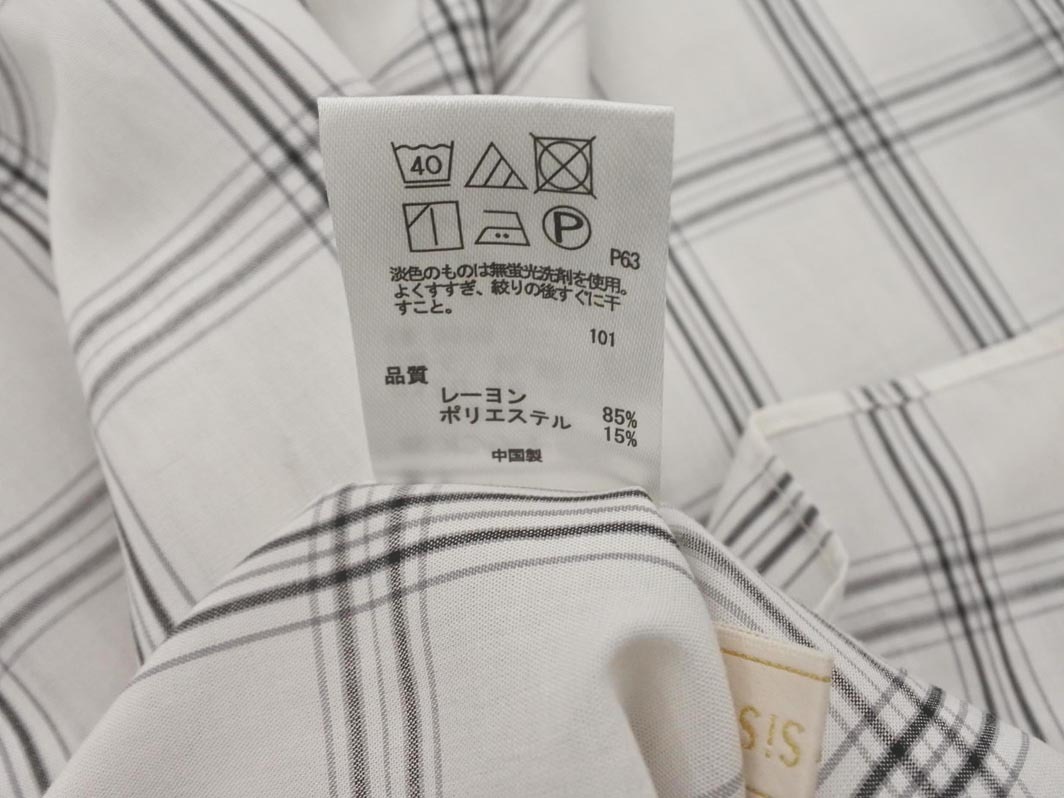 40
P
P63
淡色のものは無蛍光洗剤を使用。
よくすすぎ、絞りの後すぐに干
すこと。
101
品質
レーヨン 85%
ポリエステル 15%
中国製
sis